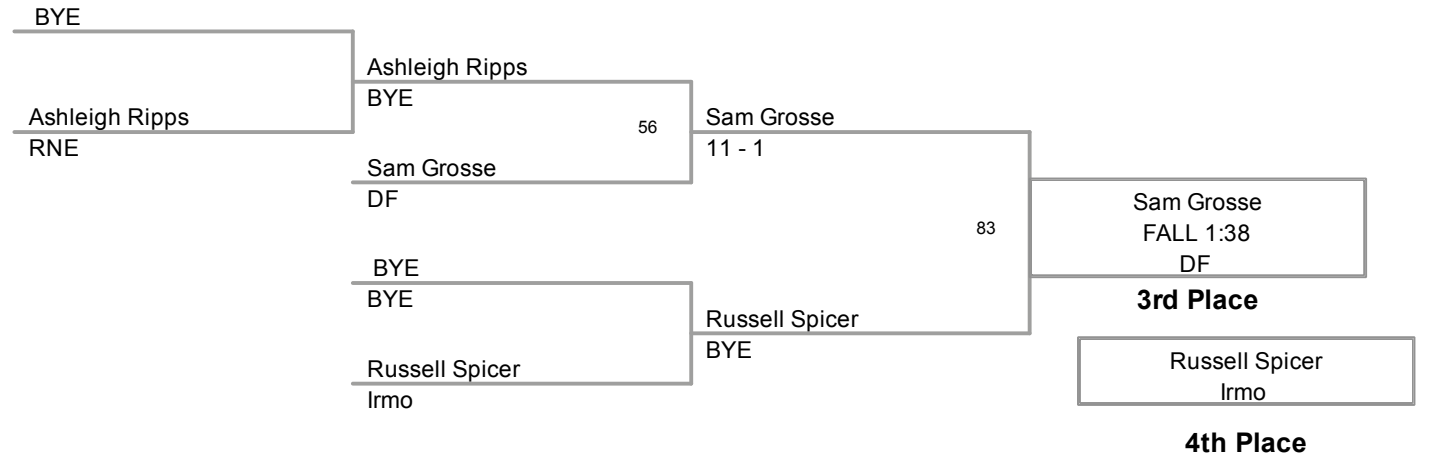 BYE
Ashleigh Ripps
BYE
Ashleigh Ripps
RNE
56
Sam Grosse
11 - 1
Sam Grosse
DF
83
Sam Grosse
FALL 1:38
DF
3rd Place
BYE
BYE
Russell Spicer
BYE
Russell Spicer
Irmo
Russell Spicer
Irmo
4th Place